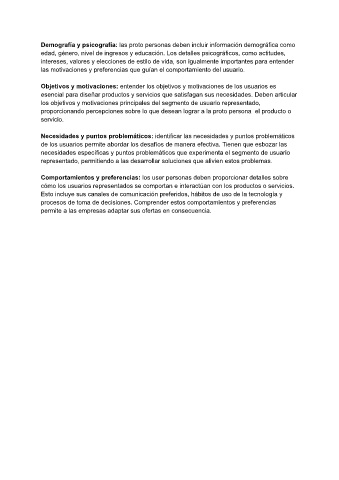 Demografía y psicografía: las proto personas deben incluir información demográfica como
edad, género, nivel de ingresos y educación. Los detalles psicográficos, como actitudes,
intereses, valores y elecciones de estilo de vida, son igualmente importantes para entender
las motivaciones y preferencias que guían el comportamiento del usuario.
Objetivos y motivaciones: entender los objetivos y motivaciones de los usuarios es
esencial para diseñar productos y servicios que satisfagan sus necesidades. Deben articular
los objetivos y motivaciones principales del segmento de usuario representado,
proporcionando percepciones sobre lo que desean lograr a la proto persona el producto o
servicio.
Necesidades y puntos problemáticos: identificar las necesidades y puntos problemáticos
de los usuarios permite abordar los desafíos de manera efectiva. Tienen que esbozar las
necesidades específicas y puntos problemáticos que experimenta el segmento de usuario
representado, permitiendo a las desarrollar soluciones que alivien estos problemas.
Comportamientos y preferencias: los user personas deben proporcionar detalles sobre
cómo los usuarios representados se comportan e interactúan con los productos o servicios.
Esto incluye sus canales de comunicación preferidos, hábitos de uso de la tecnología y
procesos de toma de decisiones. Comprender estos comportamientos y preferencias
permite a las empresas adaptar sus ofertas en consecuencia.